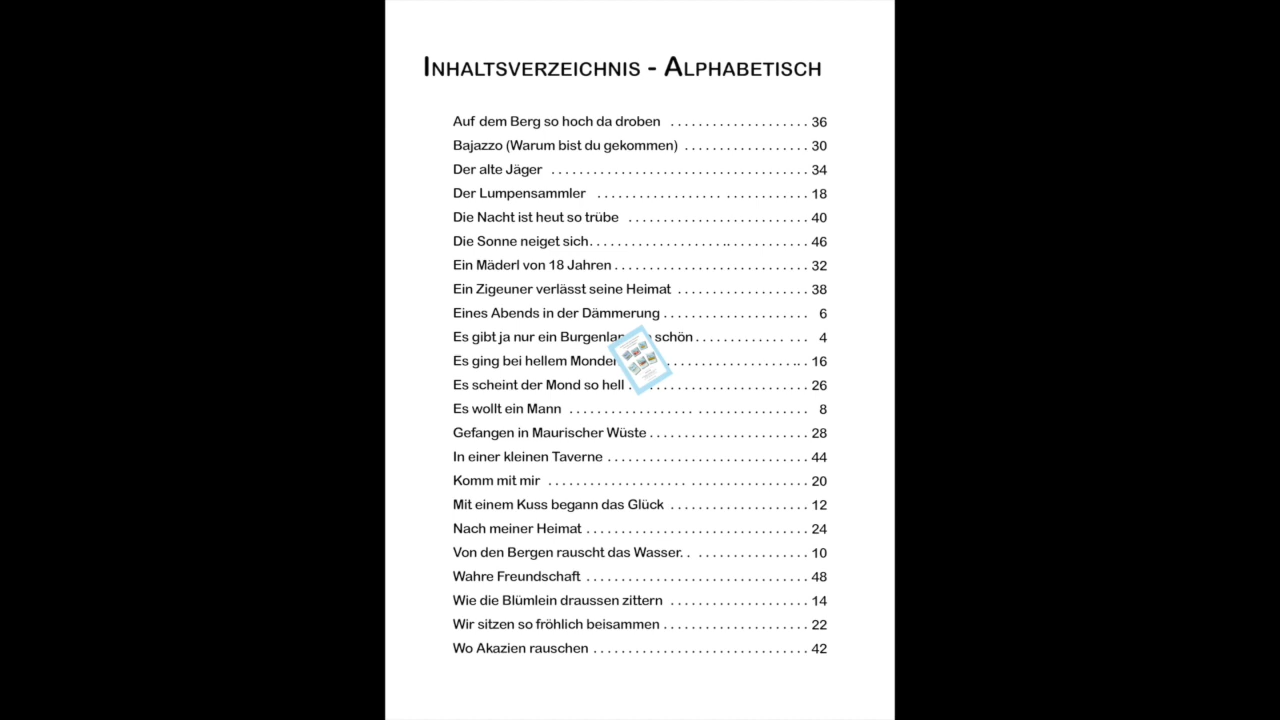 Inhaltsverzeichnis - Alphabetisch
Auf dem Berg so hoch da droben . . . . . . . . . . . . . . . . . . . . 36
Bajazzo (Warum bist du gekommen) . . . . . . . . . . . . . . . . . . 30
Der alte Jäger . . . . . . . . . . . . . . . . . . . . . . . . . . . . . . . . . . . . . 34
Der Lumpensammler . . . . . . . . . . . . . . . . . . . . . . . . . . . . . . 18
Die Nacht ist heut so trübe . . . . . . . . . . . . . . . . . . . . . . . . . . 40
Die Sonne neiget sich. . . . . . . . . . . . . . . . . . . .. . . . . . . . . . . . 46
Ein Mäderl von 18 Jahren . . . . . . . . . . . . . . . . . . . . . . . . . . . . 32
Ein Zigeuner verlässt seine Heimat . . . . . . . . . . . . . . . . . . . 38
Eines Abends in der Dämmerung . . . . . . . . . . . . . . . . . . . . . 6
Es gibt ja nur ein schön . . . . . . . . . . . . . . . . 4
Es ging bei hellem . . . . . . . . . . . . . . . . . . .. . 16
Es scheint der Mond so hell . . . . . . . . . . . . . . . . . . . . . . . . 26
Es wollt ein Mann . . . . . . . . . . . . . . . . . . . . . . . . . . . . . . . . . . 8
Gefangen in Maurischer Wüste . . . . . . . . . . . . . . . . . . . . . . . 28
In einer kleinen Taverne . . . . . . . . . . . . . . . . . . . . . . . . . . . . . 44
Komm mit mir . . . . . . . . . . . . . . . . . . . . . . . . . . . . . . . . . . . . . 20
Mit einem Kuss begann das Glück . . . . . . . . . . . . . . . . . . . . 12
Nach meiner Heimat . . . . . . . . . . . . . . . . . . . . . . . . . . . . . . . . 24
Von den Bergen rauscht das Wasser. . . . . . . . . . . . . . . . . . 10
Wahre Freundschaft . . . . . . . . . . . . . . . . . . . . . . . . . . . . . . . . 48
Wie die Blümlein draussen zittern . . . . . . . . . . . . . . . . . . . . 14
Wir sitzen so fröhlich beisammen . . . . . . . . . . . . . . . . . . . . . 22
Wo Akazien rauschen . . . . . . . . . . . . . . . . . . . . . . . . . . . . . . . 42